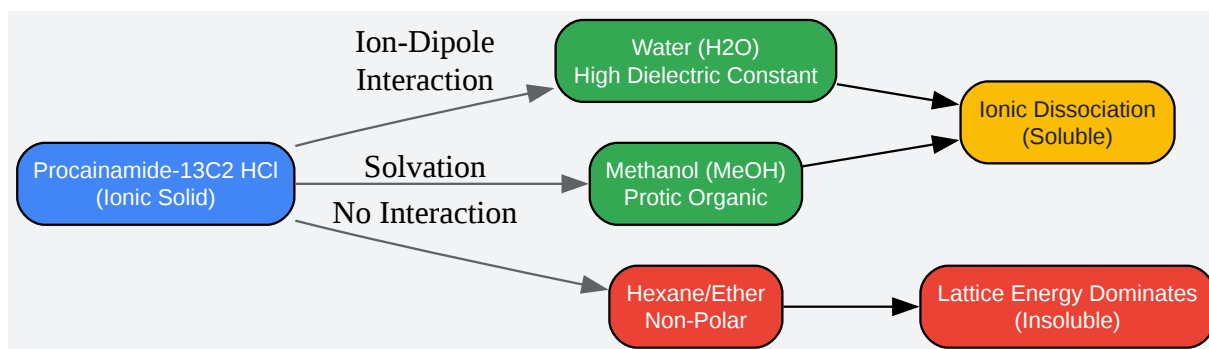 Ion-Dipole
Interaction
Water (H2O)
High Dielectric Constant
Ionic Dissociation
(Soluble)
Procainamide-13C2 HCl
(Ionic Solid)
Solvation
Methanol (MeOH)
Protic Organic
No Interaction
Hexane/Ether
Non-Polar
Lattice Energy Dominates
(Insoluble)